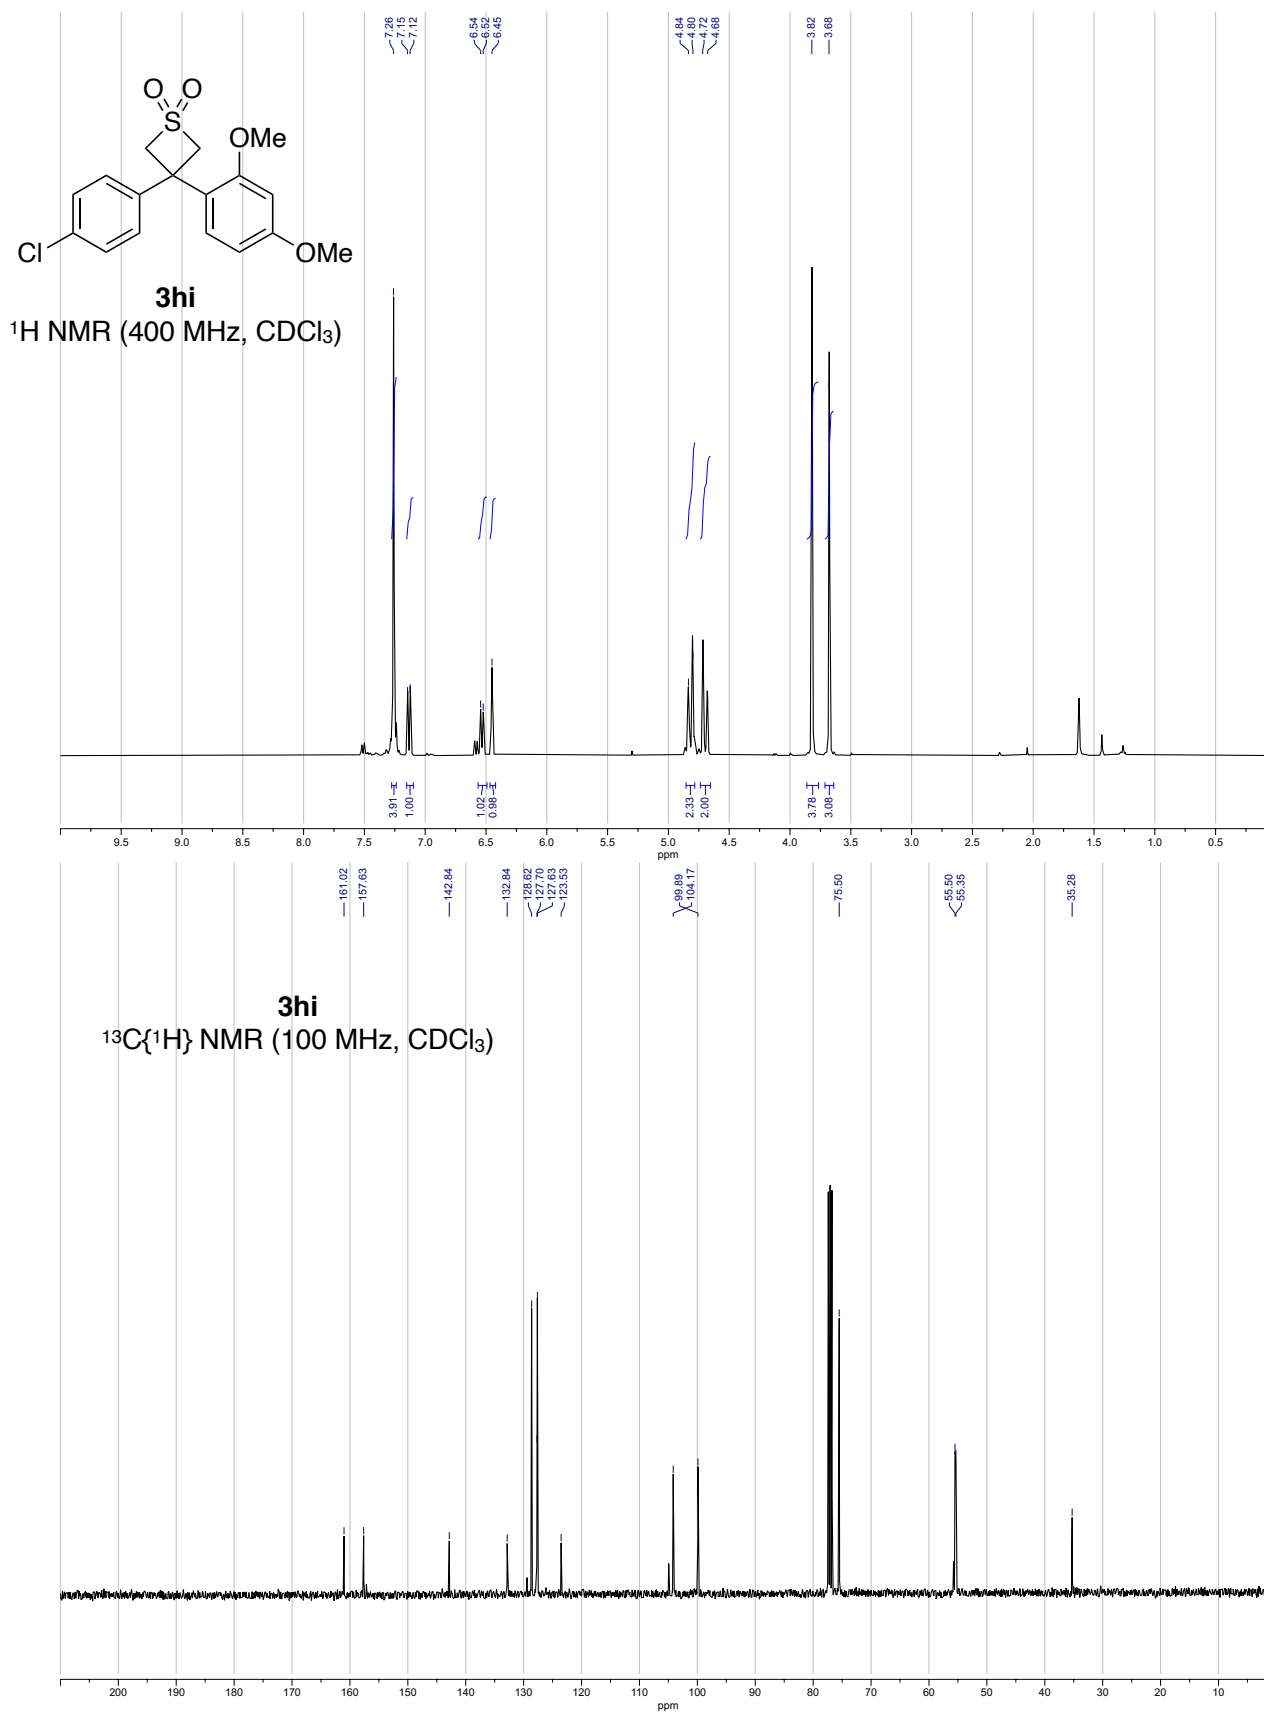 7.26
7.15
7.12
6.54
6.52
6.45
4.84
4.80
4.72
4.68
3.82
3.68
O O
S
OMe
Cl
OMe
3hi
¹H NMR (400 MHz, CDCl₃)
3.91
1.00
1.02
0.98
2.33
2.00
3.78
3.08
9.5 9.0 8.5 8.0 7.5 7.0 6.5 6.0 5.5 5.0 4.5 4.0 3.5 3.0 2.5 2.0 1.5 1.0 0.5
ppm
161.02
157.63
142.84
132.84
128.62
127.70
127.63
123.53
99.89
104.17
75.50
55.50
55.35
35.28
3hi
¹³C{¹H} NMR (100 MHz, CDCl₃)
200 190 180 170 160 150 140 130 120 110 100 90 80 70 60 50 40 30 20 10
ppm